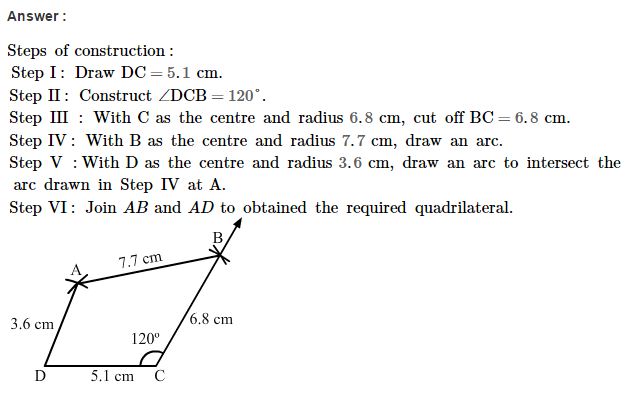 Answer :
Steps of construction :
Step I : Draw DC = 5.1 cm.
Step II : Construct ∠DCB = 120°.
Step III : With C as the centre and radius 6.8 cm, cut off BC = 6.8 cm.
Step IV : With B as the centre and radius 7.7 cm, draw an arc.
Step V : With D as the centre and radius 3.6 cm, draw an arc to intersect the
arc drawn in Step IV at A.
Step VI : Join AB and AD to obtained the required quadrilateral.
B
7.7 cm
A
3.6 cm
6.8 cm
120º
D
5.1 cm
C